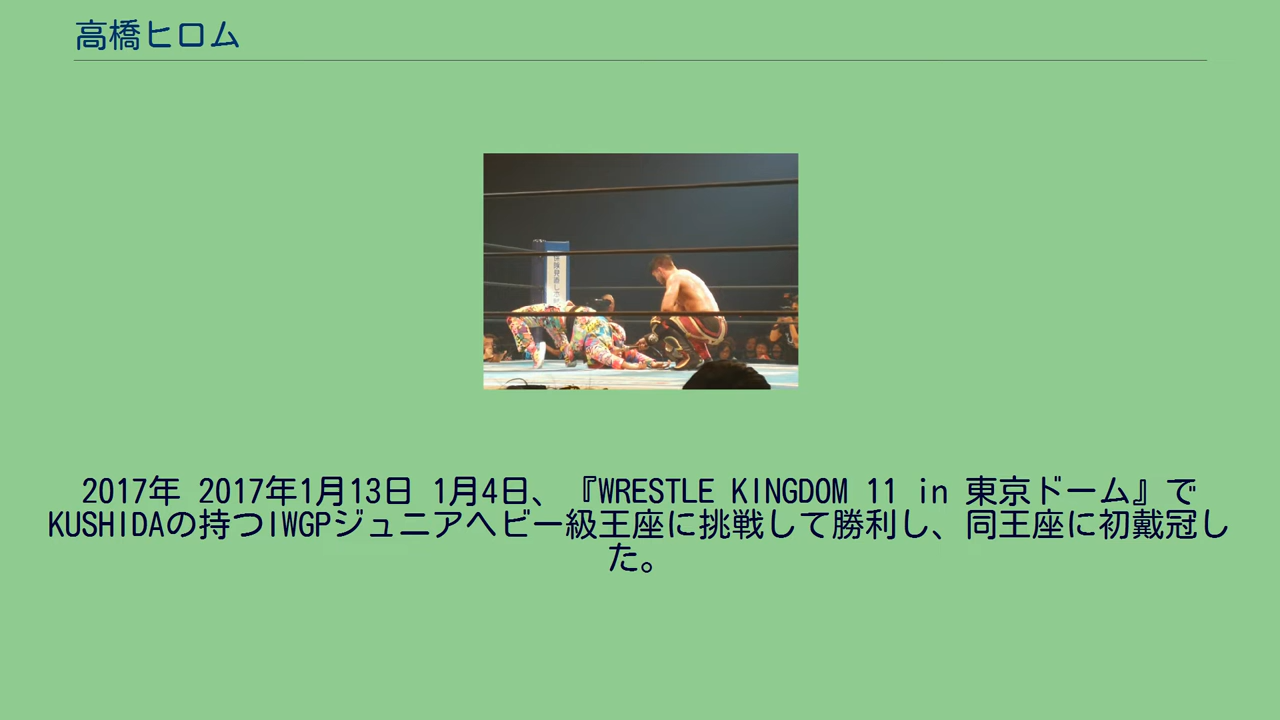 高橋ヒロム
2017年 2017年1月13日 1月4日、『WRESTLE KINGDOM 11 in 東京ドーム』で
KUSHIDAの持つIWGPジュニアヘビー級王座に挑戦して勝利し、同王座に初戴冠し
た。